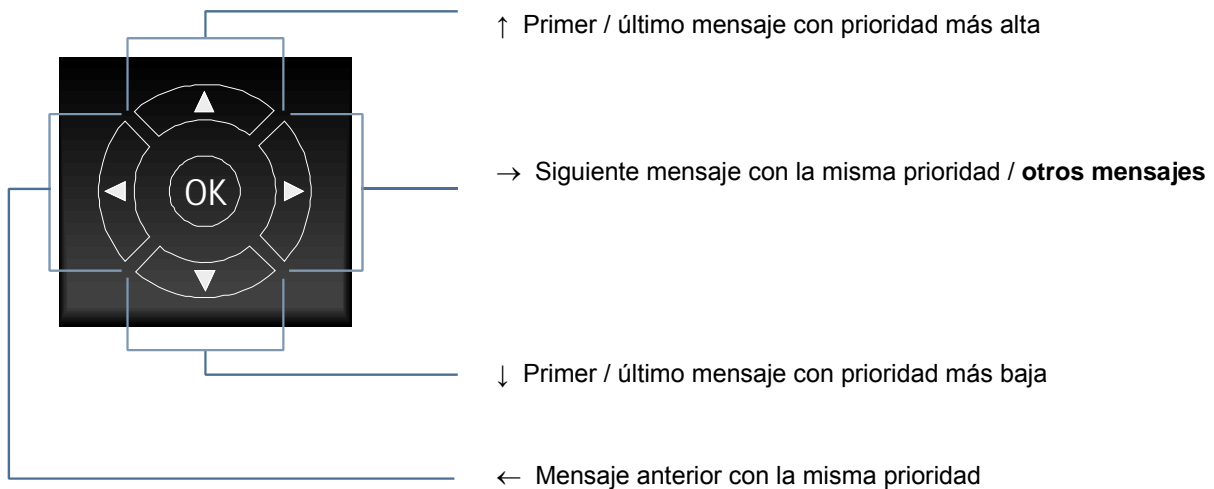 ↑ Primer / último mensaje con prioridad más alta
OK
→ Siguiente mensaje con la misma prioridad / otros mensajes
↓ Primer / último mensaje con prioridad más baja
← Mensaje anterior con la misma prioridad